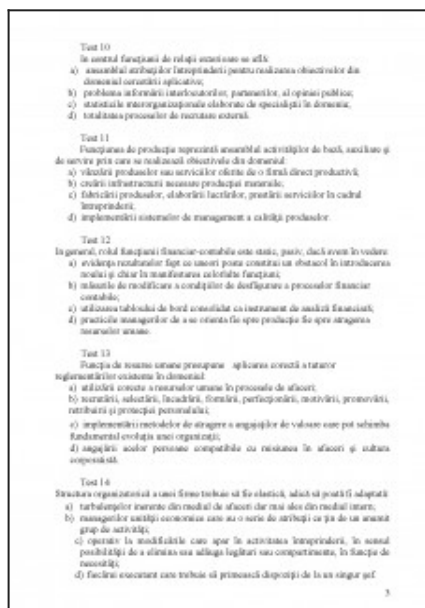 Test 10
În centrul funcţiunii de relaţii exterioare se află:
a) ansamblul atribuţiilor întreprinderii pentru realizarea obiectivelor din
domeniul cercetării aplicative;
b) problema informării interlocutorilor, partenerilor, al opiniei publice;
c) statisticile interorganizaţionale elaborate de specialiştii în domeniu;
d) totalitatea proceselor de recrutare externă.
Test 11
Funcţiunea de producţie reprezintă ansamblul activităţilor de bază, auxiliare şi
de servire prin care se realizează obiectivele din domeniul:
a) vânzării produselor sau serviciilor oferite de o firmă direct productivă;
b) creării infrastructurii necesare producţiei materiale;
c) fabricării produselor, elaborării lucrărilor, prestării serviciilor în cadrul
întreprinderii;
d) implementării sistemelor de management a calităţii produselor.
Test 12
În general, rolul funcţiunii financiar-contabile este static, pasiv, dacă avem în vedere:
a) evidenţa rezultatelor fapt ce uneori poate constitui un obstacol în introducerea
noului şi chiar în manifestarea celorlalte funcţiuni;
b) măsurile de modificare a condiţiilor de desfăşurare a proceselor financiar
contabile;
c) utilizarea tabloului de bord consolidat ca instrument de analiză financiară;
d) practicile managerilor de a se orienta fie spre producţie fie spre atragerea
resurselor umane.
Test 13
Funcţia de resurse umane presupune aplicarea corectă a tuturor
reglementărilor existente în domeniul:
a) utilizării corecte a resurselor umane în procesele de afaceri;
b) recrutării, selectării, încadrării, formării, perfecţionării, motivării, promovării,
retribuirii şi protecţiei personalului;
c) implementării metodelor de atragere a angajaţilor de valoare care pot schimba
fundamental evoluţia unei organizaţii;
d) angajării acelor persoane compatibile cu misiunea în afaceri şi cultura
corporatistă.
Test 14
Structura organizatorică a unei firme trebuie să fie elastică, adică să poată fi adaptată:
a) turbulenţelor inerente din mediul de afaceri dar mai ales din mediul intern;
b) managerilor unităţii economice care au o serie de atribuţii ce ţin de un anumit
grup de activităţi;
c) operativ la modificările care apar în activitatea întreprinderii, în sensul
posibilităţii de a elimina sau adăuga legături sau compartimente, în funcţie de
necesităţi;
d) fiecărui executant care trebuie să primească dispoziţii de la un singur şef.
3